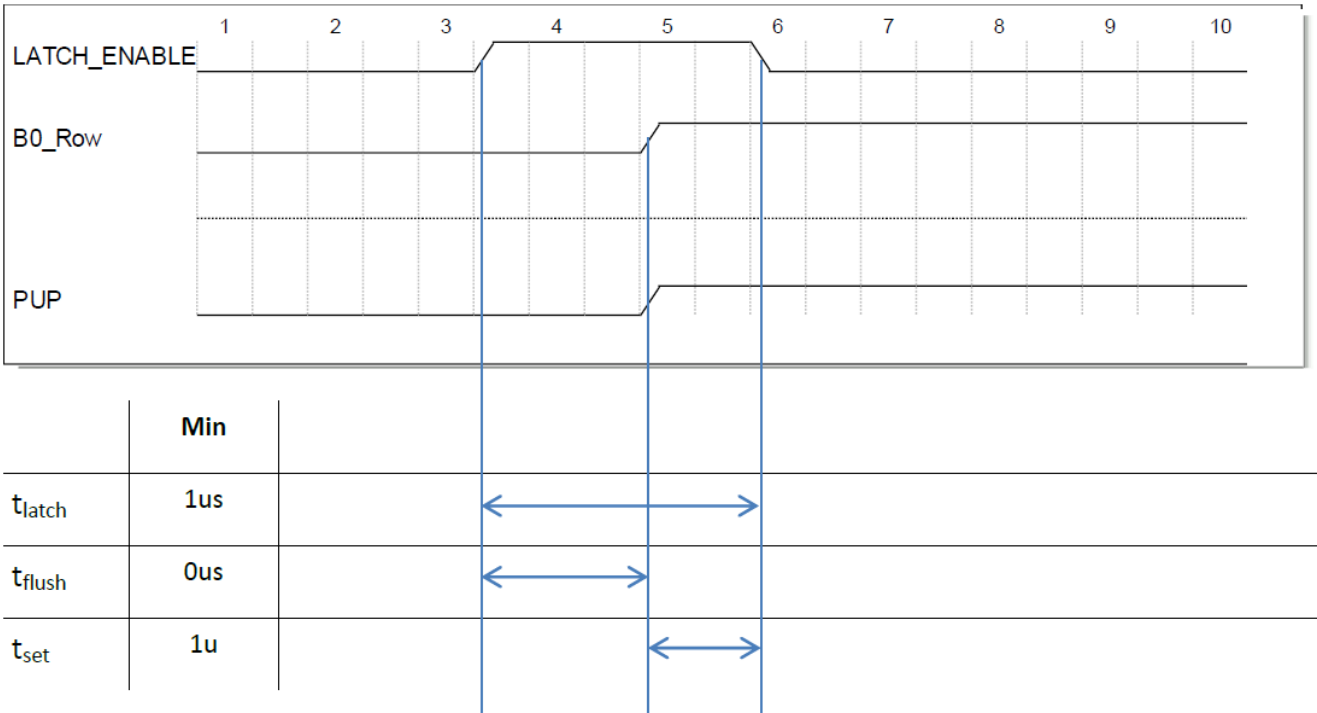 1 2 3 4 5 6 7 8 9 10
LATCH_ENABLE
B0_Row
PUP
Min
tlatch 1us
tflush 0us
tset 1u